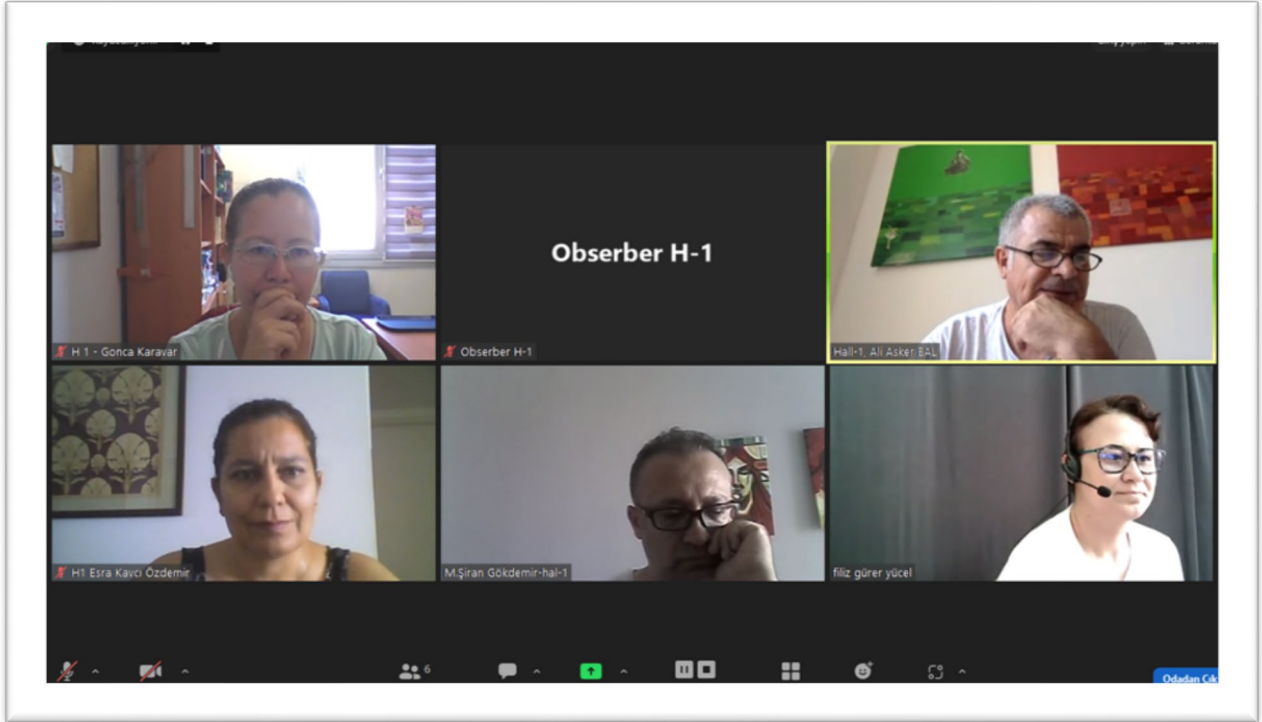 Obserber H-1
H 1 - Gonca Karavar
Obserber H-1
Hall-1, Ali Asker BAL
H1 Esra Kavci Özdemir
M.Şiran Gökdemir-hal-1
filiz gürer yücel
6
Odadan Çık